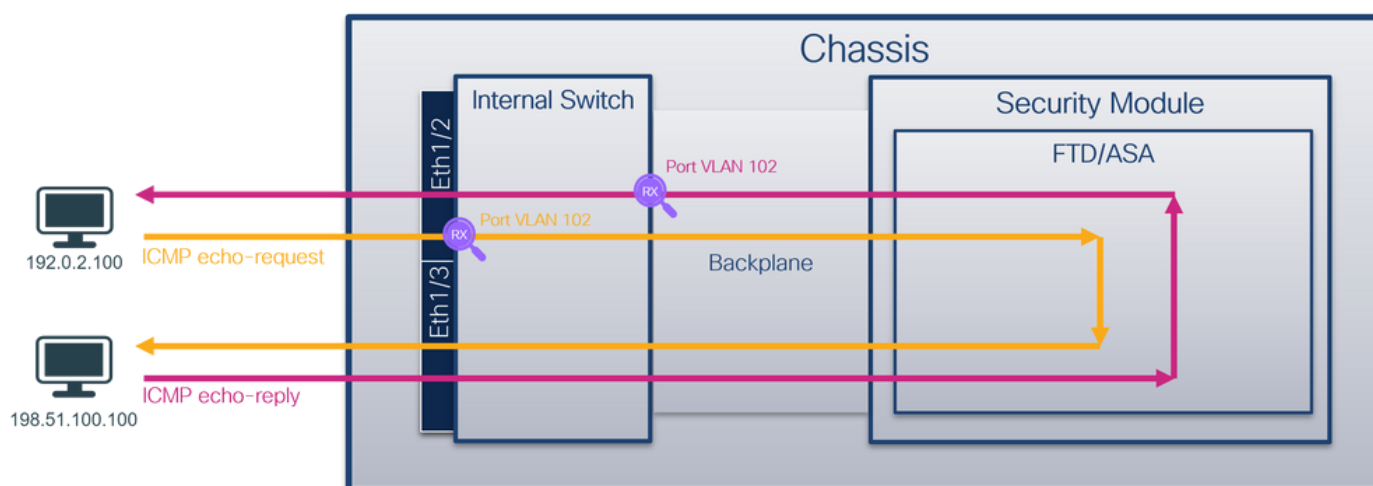 Chassis
Internal Switch
Security Module
FTD/ASA
Eth1/2
Port VLAN 102
RX
Port VLAN 102
RX
192.0.2.100
ICMP echo-request
Backplane
Eth1/3
ICMP echo-reply
198.51.100.100